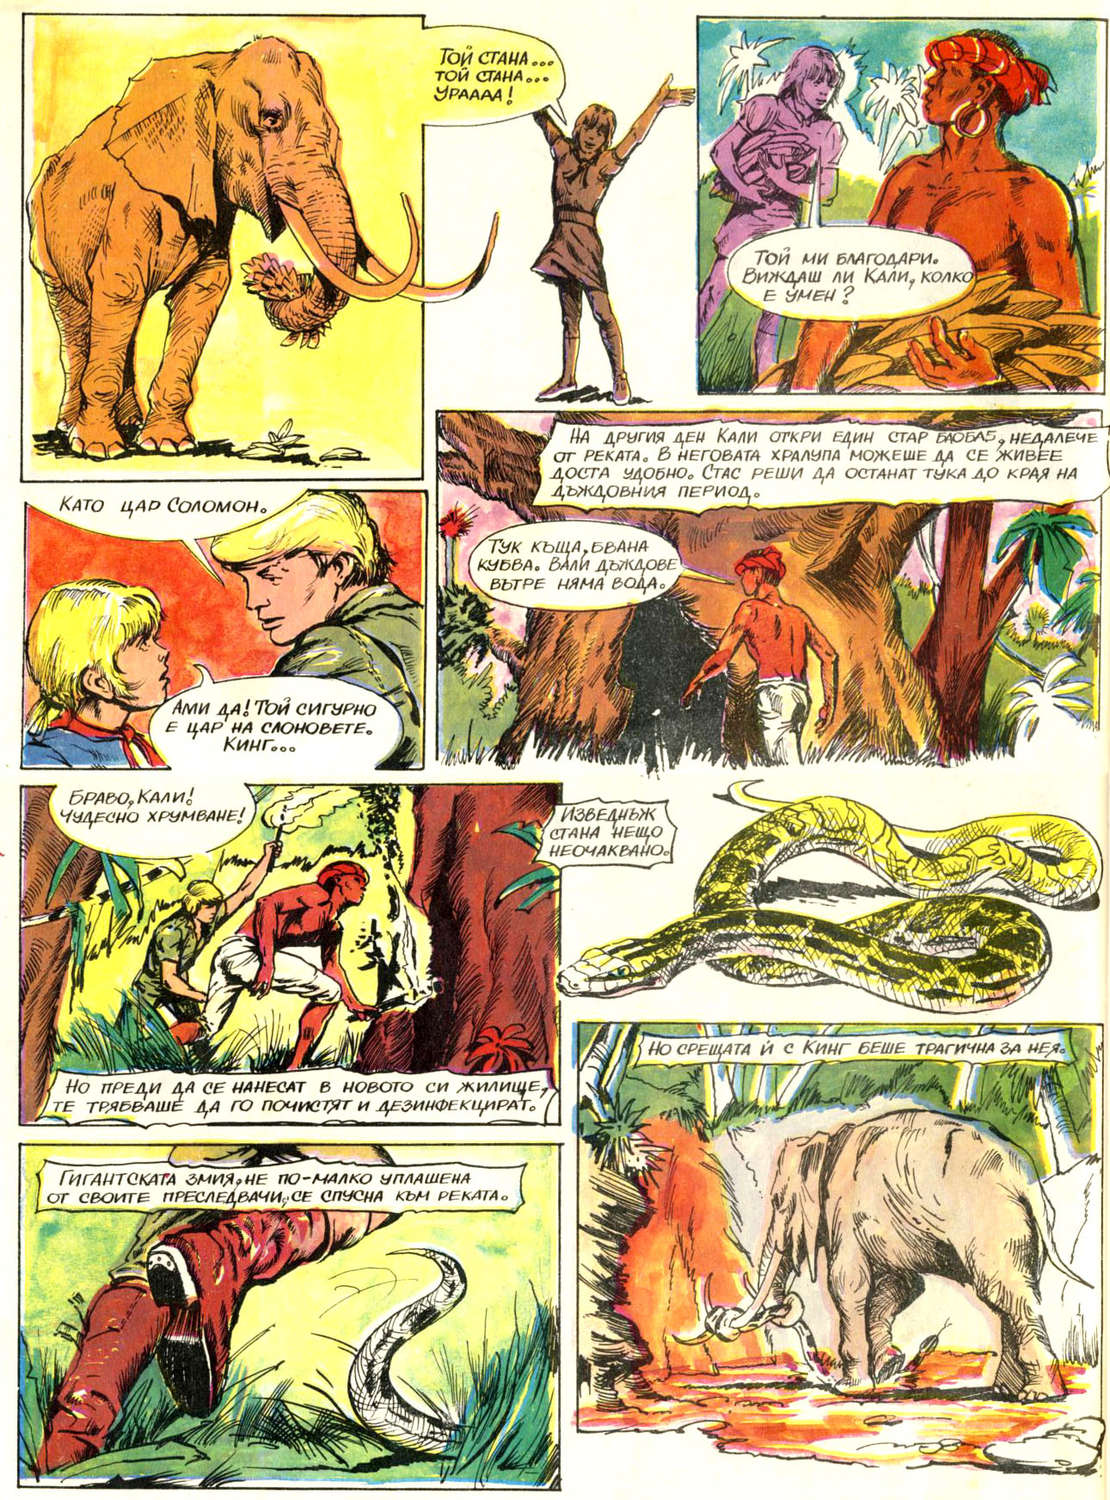 ТОЙ СТАНА...
ТОЙ СТАНА...
УРАААА!
ТОЙ МИ БЛАГОДАРИ.
ВИЖДАШ ЛИ КАЛИ, КОЛКО
Е УМЕН?
КАТО ЦАР СОЛОМОН.
АМИ ДА! ТОЙ СИГУРНО
Е ЦАР НА СЛОНОВЕТЕ.
КИНГ...
НА ДРУГИЯ ДЕН КАЛИ ОТКРИ ЕДИН СТАР БАОБАБ, НЕДАЛЕЧЕ
ОТ РЕКАТА. В НЕГОВАТА ХРАЛУПА МОЖЕШЕ ДА СЕ ЖИВЕЕ
ДОСТА УДОБНО. СТАС РЕШИ ДА ОСТАНАТ ТУКА ДО КРАЯ НА
ДЪЖДОВНИЯ ПЕРИОД.
ТУК КЪЩА, БВАНА
КУБВА. ВАЛИ ДЪЖДОВЕ
ВЪТРЕ НЯМА ВОДА.
БРАВО, КАЛИ!
ЧУДЕСНО ХРУМВАНЕ!
НО ПРЕДИ ДА СЕ НАНЕСАТ В НОВОТО СИ ЖИЛИЩЕ,
ТЕ ТРЯБВАШЕ ДА ГО ПОЧИСТЯТ И ДЕЗИНФЕКЦИРАТ.
ИЗВЕДНЪЖ
СТАНА НЕЩО
НЕОЧАКВАНО.
ГИГАНТСКАТА ЗМИЯ, НЕ ПО-МАЛКО УПЛАШЕНА
ОТ СВОИТЕ ПРЕСЛЕДВАЧИ, СЕ СПУСНА КЪМ РЕКАТА.
НО СРЕЩАТА Ѝ С КИНГ БЕШЕ ТРАГИЧНА ЗА НЕЯ.